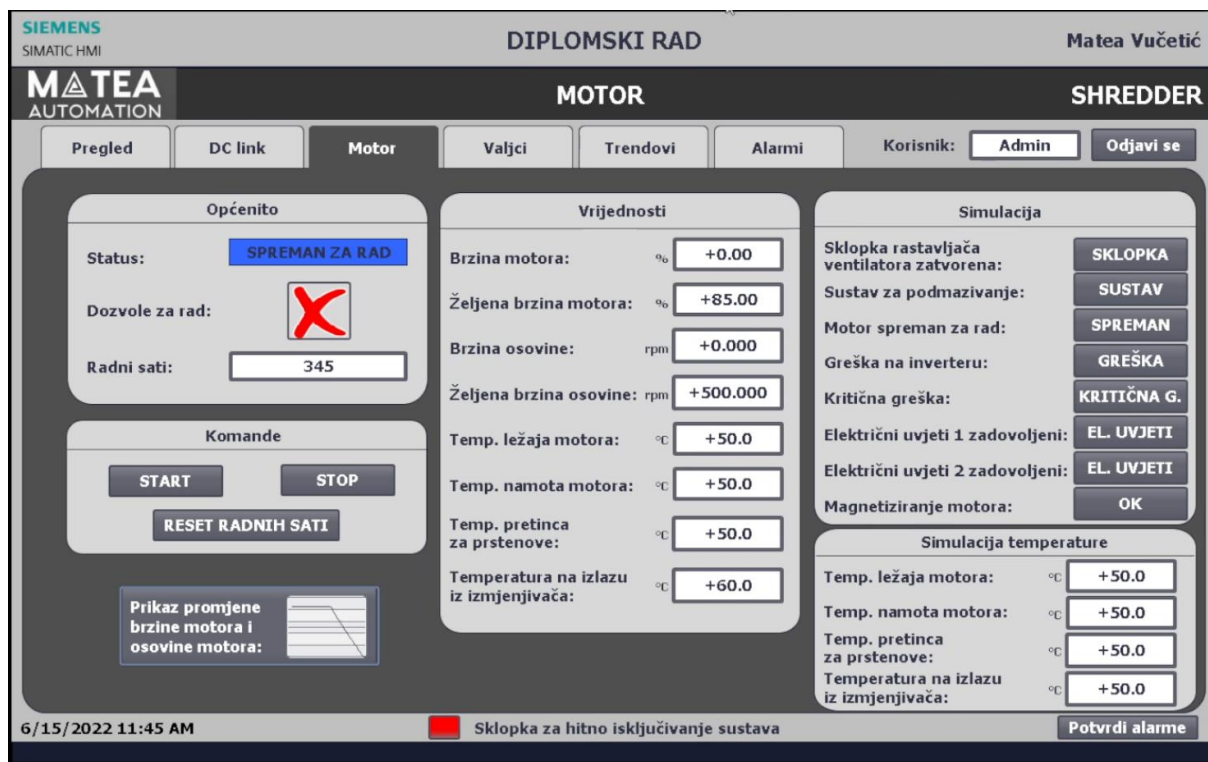 SIEMENS
SIMATIC HMI
DIPLOMSKI RAD
Matea Vučetić
MATEA
AUTOMATION
MOTOR
SHREDDER
Pregled
DC link
Motor
Valjci
Trendovi
Alarmi
Korisnik:
Admin
Odjavi se
Općenito
Status:
SPREMAN ZA RAD
Dozvole za rad:
Radni sati:
345
Komande
START
STOP
RESET RADNIH SATI
Prikaz promjene
brzine motora i
osovine motora:
Vrijednosti
Brzina motora: % +0.00
Željena brzina motora: % +85.00
Brzina osovine: rpm +0.000
Željena brzina osovine: rpm +500.000
Temp. ležaja motora: °C +50.0
Temp. namota motora: °C +50.0
Temp. pretinca
za prstenove: °C +50.0
Temperatura na izlazu
iz izmjenjivača: °C +60.0
Simulacija
Sklopka rastavljača
ventilatora zatvorena: SKLOPKA
Sustav za podmazivanje: SUSTAV
Motor spreman za rad: SPREMAN
Greška na inverteru: GREŠKA
Kritična greška: KRITIČNA G.
Električni uvjeti 1 zadovoljeni: EL. UVJETI
Električni uvjeti 2 zadovoljeni: EL. UVJETI
Magnetiziranje motora: OK
Simulacija temperature
Temp. ležaja motora: °C +50.0
Temp. namota motora: °C +50.0
Temp. pretinca
za prstenove: °C +50.0
Temperatura na izlazu
iz izmjenjivača: °C +50.0
6/15/2022 11:45 AM
Sklopka za hitno isključivanje sustava
Potvrdi alarme